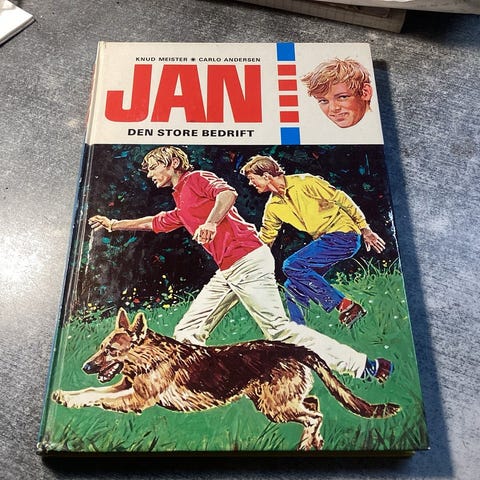 KNUD MEISTER ✱ CARLO ANDERSEN
JAN
DEN STORE BEDRIFT